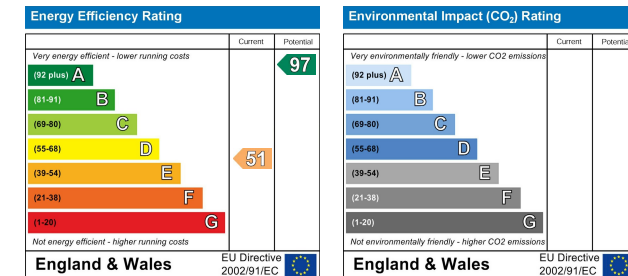 Energy Efficiency Rating
Current Potential
Very energy efficient - lower running costs
(92 plus) A
97
(81-91) B
(69-80) C
(55-68) D
51
(39-54) E
(21-38) F
(1-20) G
Not energy efficient - higher running costs
England & Wales
EU Directive
2002/91/EC
Environmental Impact (CO2) Rating
Current Potential
Very environmentally friendly - lower CO2 emissions
(92 plus) A
(81-91) B
(69-80) C
(55-68) D
(39-54) E
(21-38) F
(1-20) G
Not environmentally friendly - higher CO2 emissions
England & Wales
EU Directive
2002/91/EC